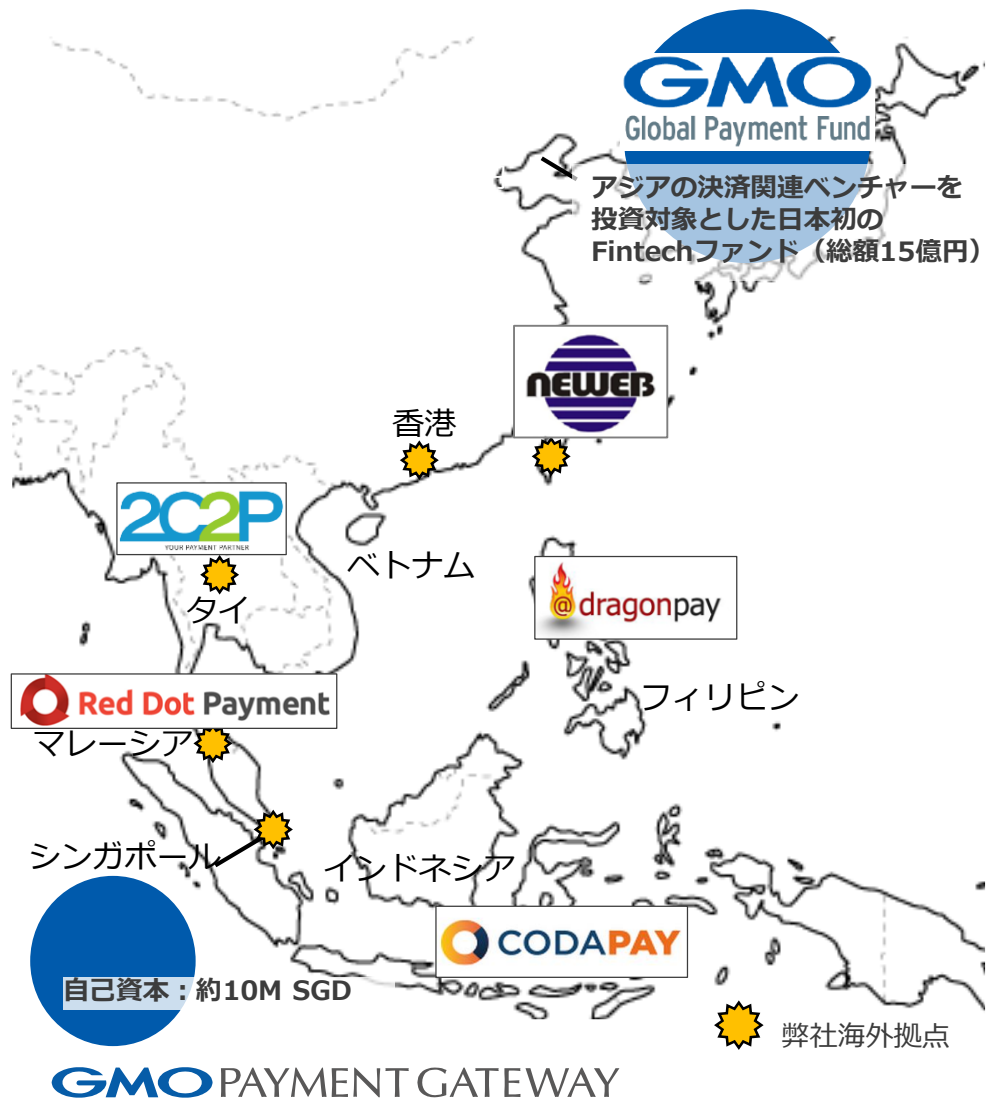 GMO
Global Payment Fund
アジアの決済関連ベンチャーを
投資対象とした日本初の
Fintechファンド（総額15億円）
NEWEB
香港
2C2P
YOUR PAYMENT PARTNER
ベトナム
タイ
@dragonpay
フィリピン
Red Dot Payment
マレーシア
シンガポール
インドネシア
CODAPAY
自己資本：約10M SGD
弊社海外拠点
GMO PAYMENT GATEWAY